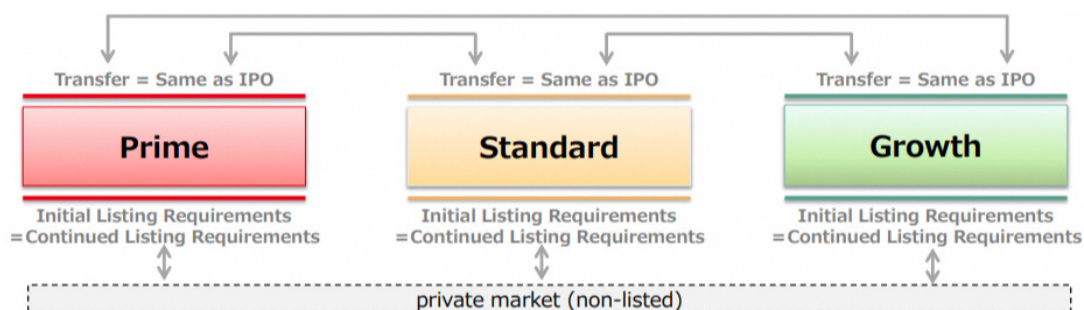 Transfer = Same as IPO
Transfer = Same as IPO
Transfer = Same as IPO
Prime
Standard
Growth
Initial Listing Requirements
=Continued Listing Requirements
Initial Listing Requirements
=Continued Listing Requirements
Initial Listing Requirements
=Continued Listing Requirements
private market (non-listed)